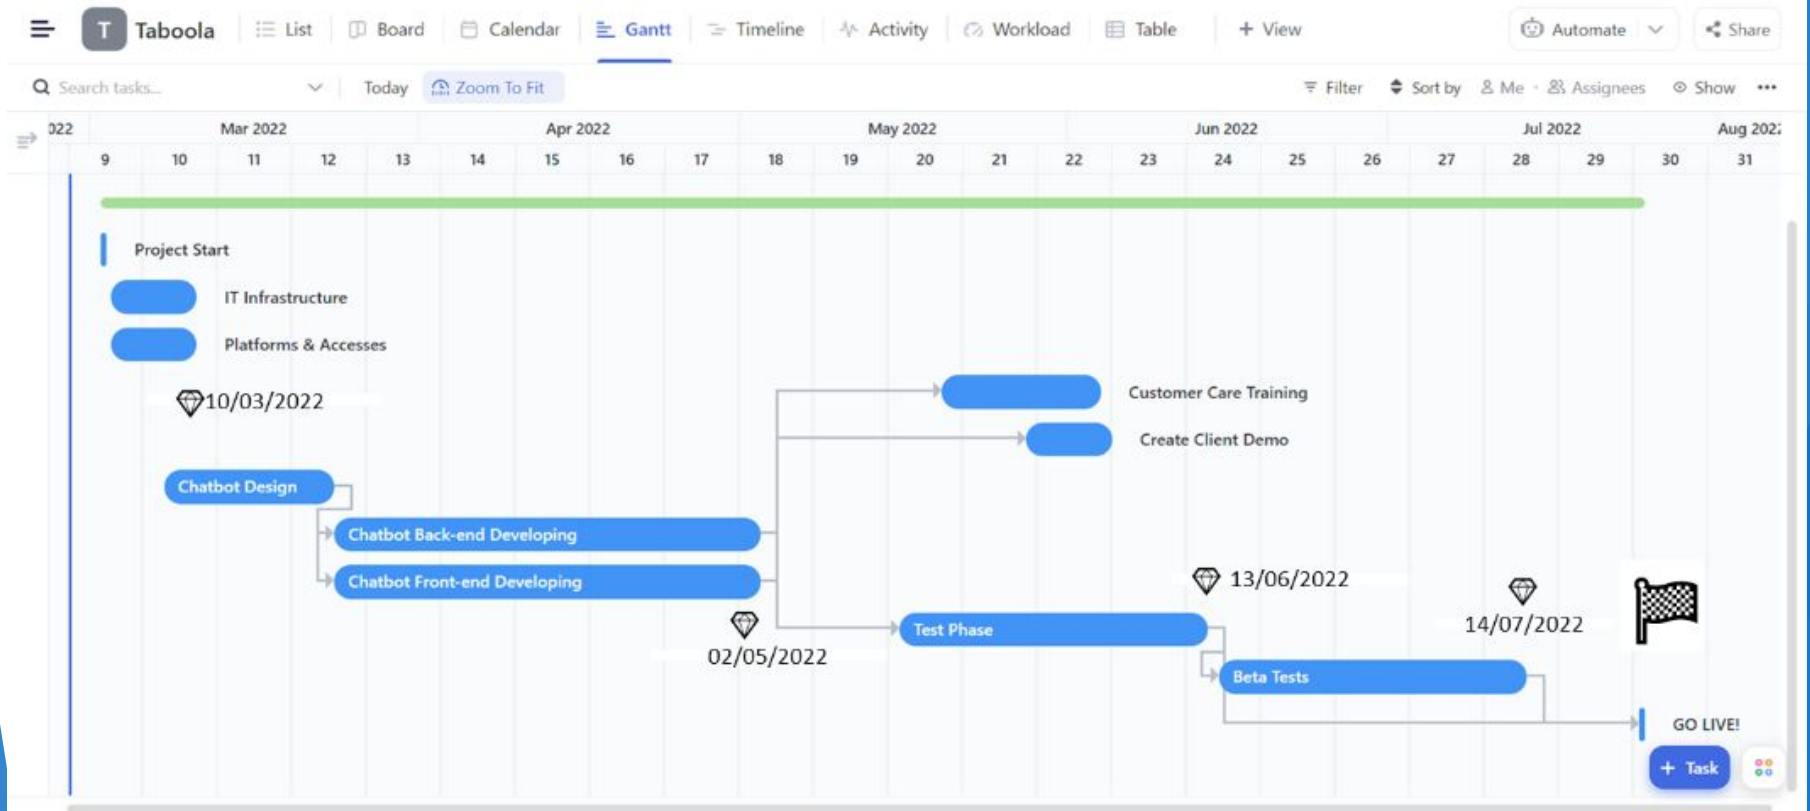 T Taboola List Board Calendar Gantt Timeline Activity Workload Table + View Automate Share
Search tasks... Today Zoom To Fit Filter Sort by Me · Assignees Show
022 Mar 2022 Apr 2022 May 2022 Jun 2022 Jul 2022 Aug 202
9 10 11 12 13 14 15 16 17 18 19 20 21 22 23 24 25 26 27 28 29 30 31
Project Start
IT Infrastructure
Platforms & Accesses
Customer Care Training
10/03/2022
Create Client Demo
Chatbot Design
Chatbot Back-end Developing
Chatbot Front-end Developing
13/06/2022
14/07/2022
Test Phase
02/05/2022
Beta Tests
GO LIVE!
+ Task